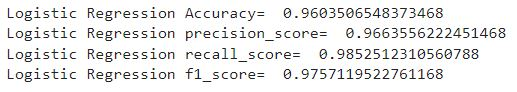 Logistic Regression Accuracy=  0.9603506548373468
Logistic Regression precision_score=  0.9663556222451468
Logistic Regression recall_score=  0.9852512310560788
Logistic Regression f1_score=  0.9757119522761168